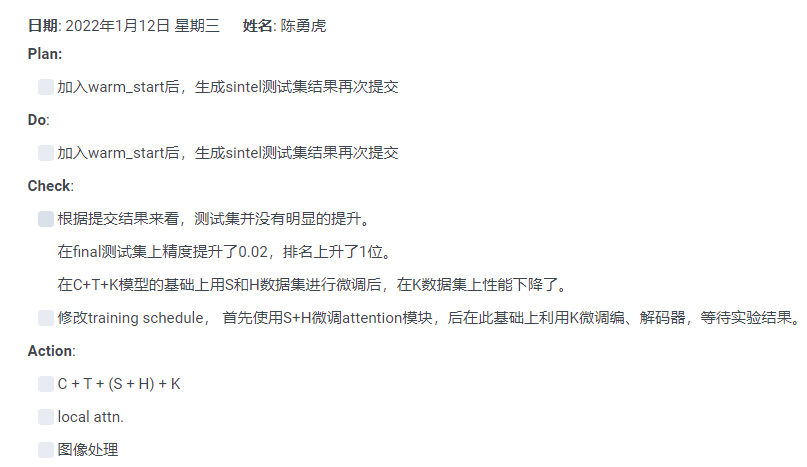 日期: 2022年1月12日 星期三 姓名: 陈勇虎
Plan:
加入warm_start后，生成sintel测试集结果再次提交
Do:
加入warm_start后，生成sintel测试集结果再次提交
Check:
根据提交结果来看，测试集并没有明显的提升。
在final测试集上精度提升了0.02，排名上升了1位。
在C+T+K模型的基础上用S和H数据集进行微调后，在K数据集上性能下降了。
修改training schedule， 首先使用S+H微调attention模块，后在此基础上利用K微调编、解码器，等待实验结果。
Action:
C + T + (S + H) + K
local attn.
图像处理